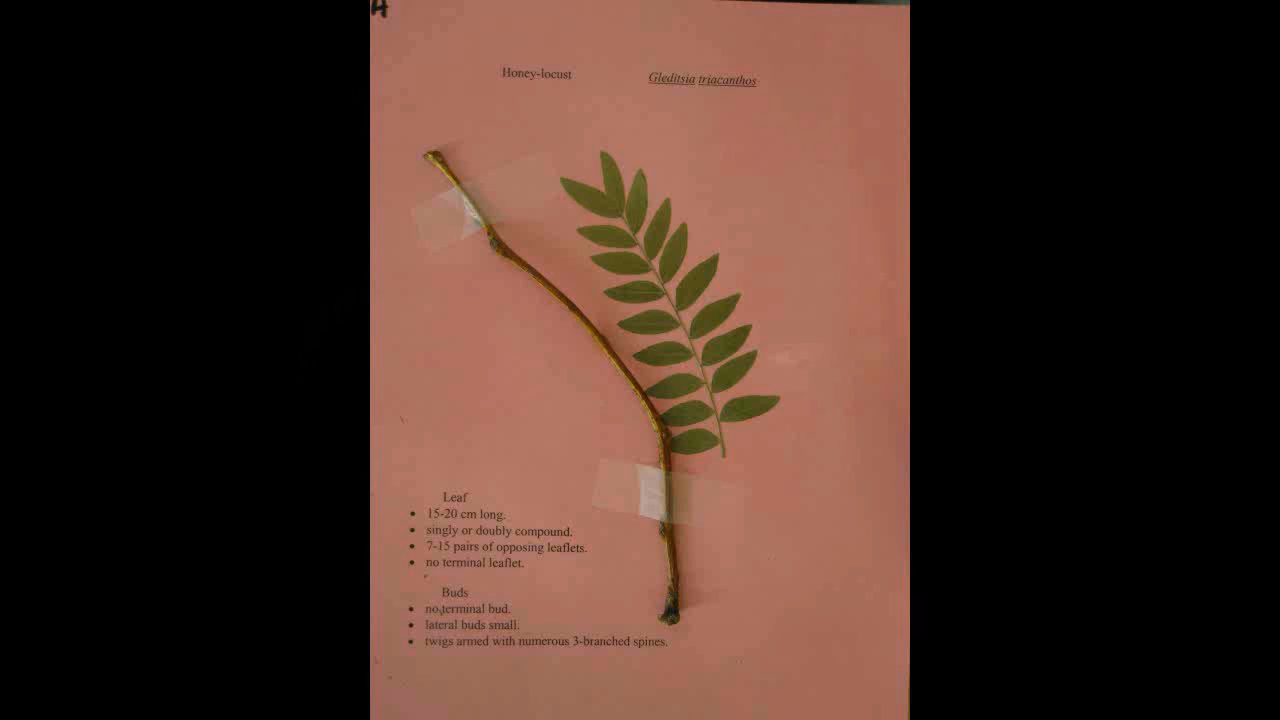 A
Honey-locust Gleditsia triacanthos
Leaf
• 15-20 cm long.
• singly or doubly compound.
• 7-15 pairs of opposing leaflets.
• no terminal leaflet.
Buds
• no terminal bud.
• lateral buds small.
• twigs armed with numerous 3-branched spines.